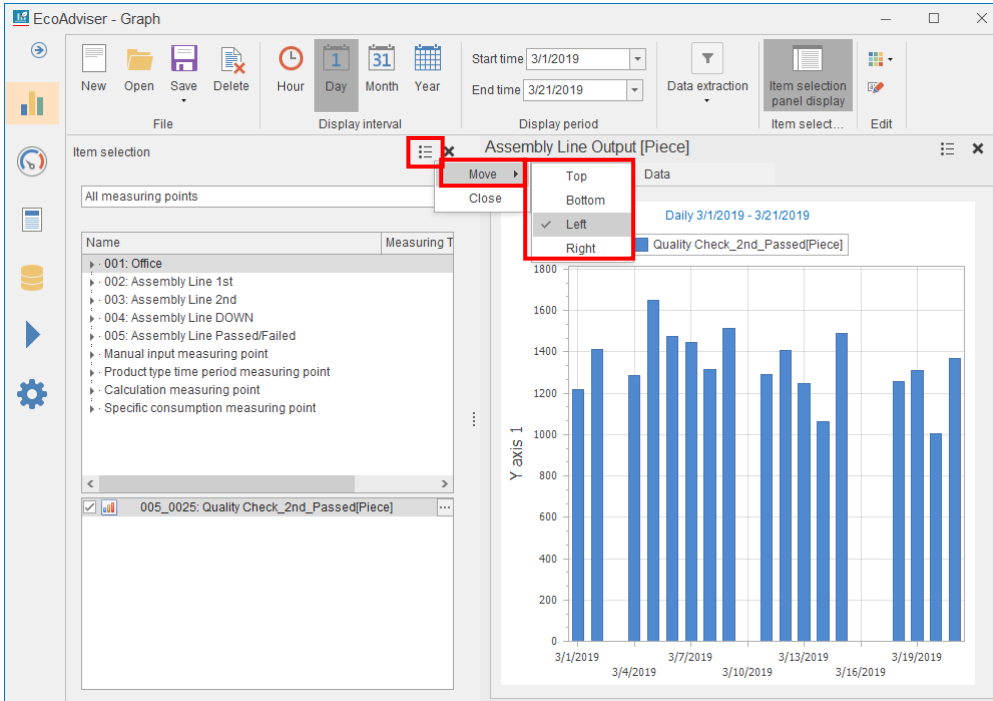 EcoAdviser - Graph
New Open Save Delete Hour 1 Day 31 Month Year
Start time 3/1/2019
End time 3/21/2019
Data extraction
Item selection
panel display
File Display interval Display period Item select... Edit
Item selection
Move
Close
Top
Bottom
Left
Right
All measuring points
Name Measuring T
001: Office
002: Assembly Line 1st
003: Assembly Line 2nd
004: Assembly Line DOWN
005: Assembly Line Passed/Failed
Manual input measuring point
Product type time period measuring point
Calculation measuring point
Specific consumption measuring point
005_0025: Quality Check_2nd_Passed[Piece] ...
Assembly Line Output [Piece]
Data
Daily 3/1/2019 - 3/21/2019
Quality Check_2nd_Passed[Piece]
Y axis 1
1800
1600
1400
1200
1000
800
600
400
200
0
3/1/2019 3/7/2019 3/13/2019 3/19/2019
3/4/2019 3/10/2019 3/16/2019